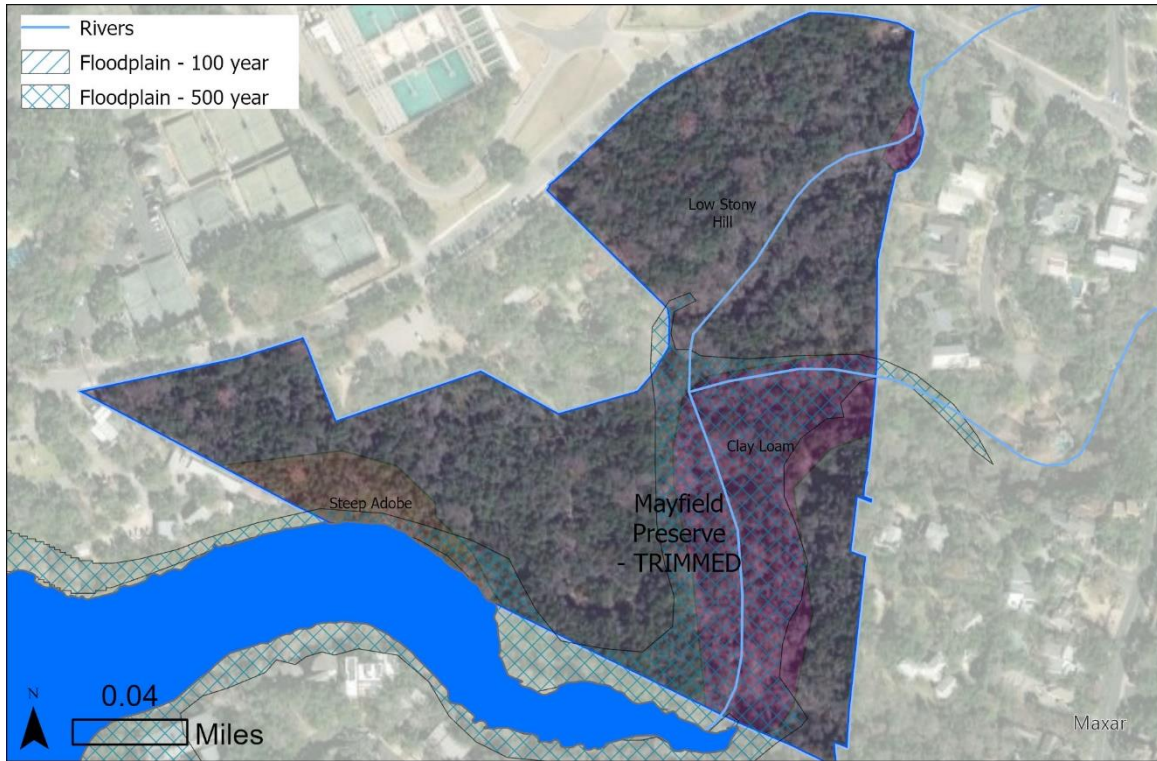 Rivers
Floodplain - 100 year
Floodplain - 500 year
Low Stony
Hill
Clay Loam
Steep Adobe
Mayfield
Preserve
- TRIMMED
N
0.04
Miles
Maxar